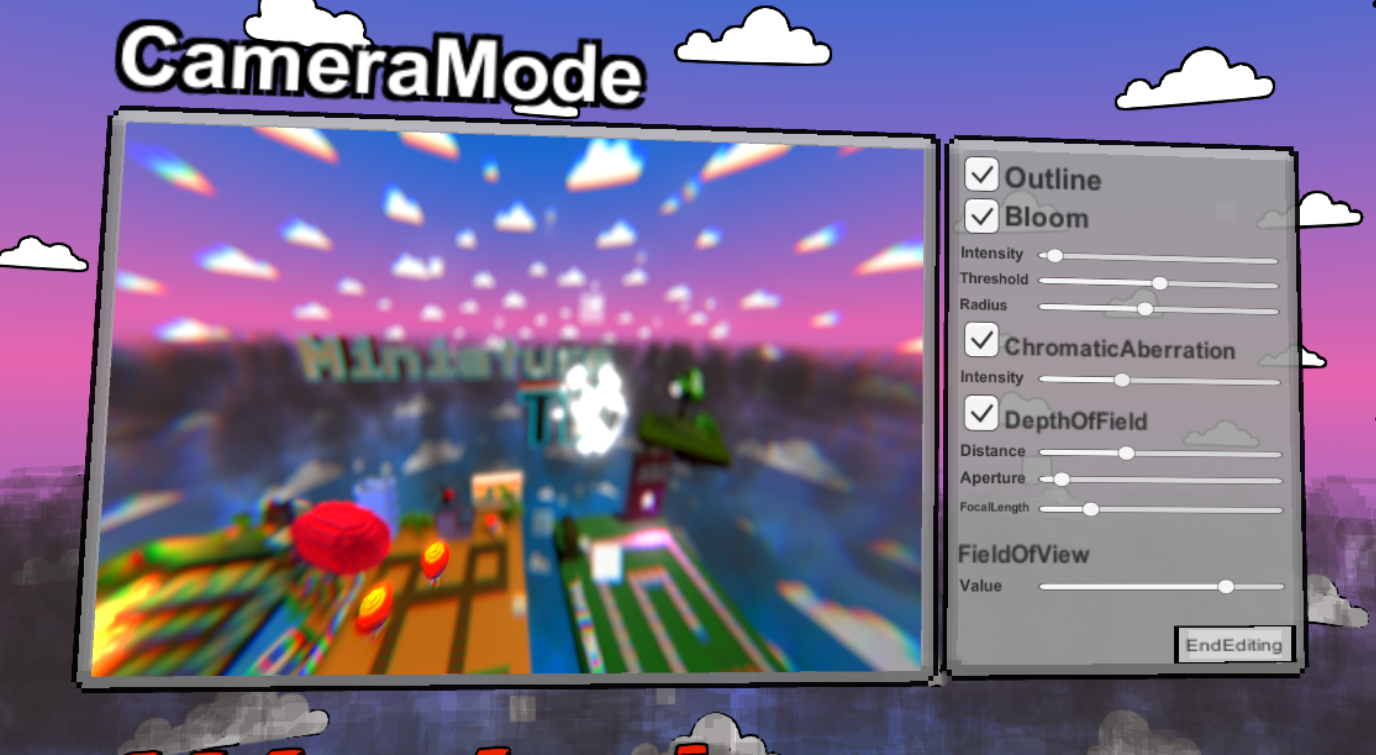 CameraMode
Outline
Bloom
Intensity
Threshold
Radius
ChromaticAberration
Intensity
DepthOfField
Distance
Aperture
FocalLength
FieldOfView
Value
EndEditing
Miniature